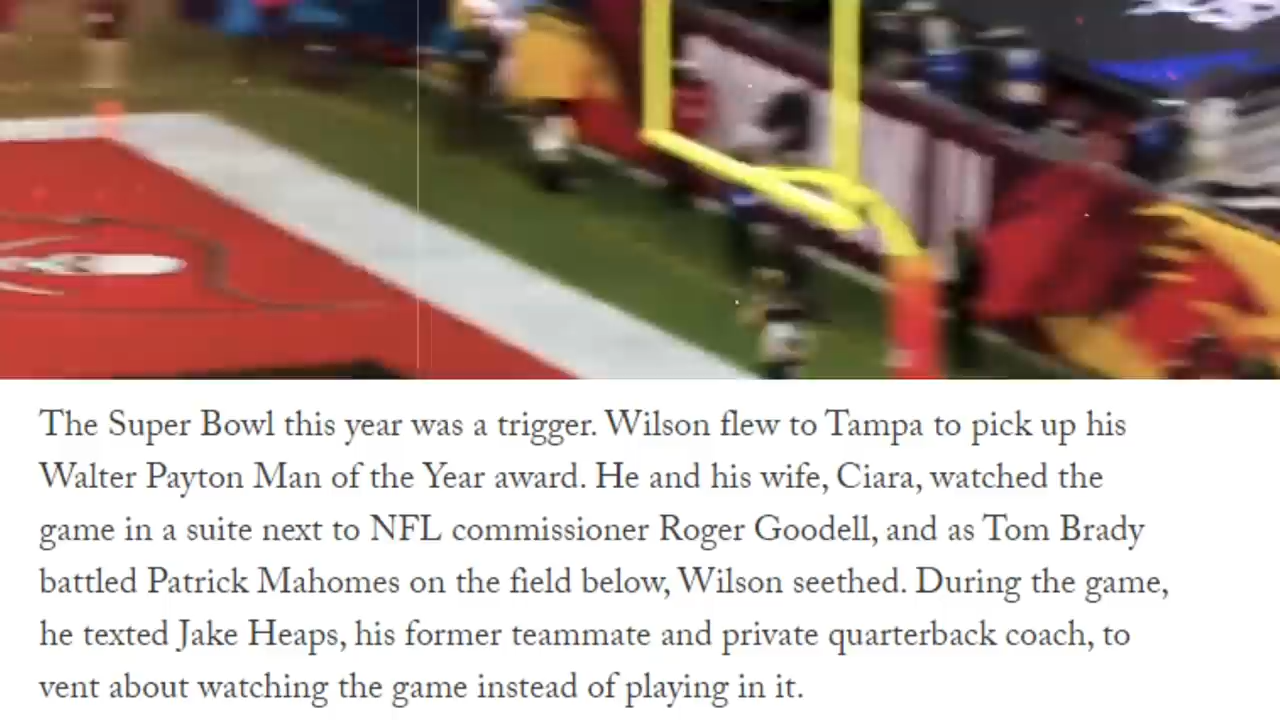 The Super Bowl this year was a trigger. Wilson flew to Tampa to pick up his
Walter Payton Man of the Year award. He and his wife, Ciara, watched the
game in a suite next to NFL commissioner Roger Goodell, and as Tom Brady
battled Patrick Mahomes on the field below, Wilson seethed. During the game,
he texted Jake Heaps, his former teammate and private quarterback coach, to
vent about watching the game instead of playing in it.